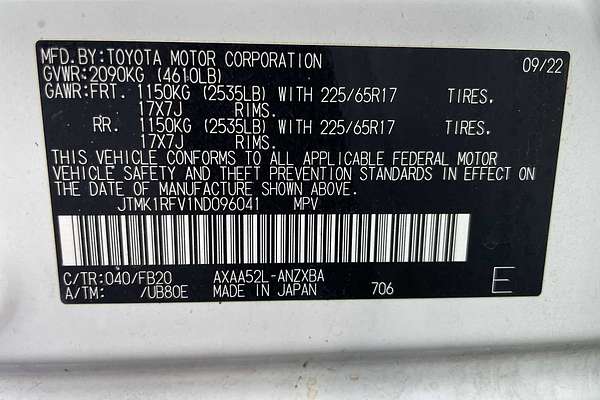 MFD.BY:TOYOTA MOTOR CORPORATION 09/22
GVWR:2090KG (4610LB)
GAWR:FRT. 1150KG (2535LB) WITH 225/65R17 TIRES.
17X7J RIMS.
RR. 1150KG (2535LB) WITH 225/65R17 TIRES.
17X7J RIMS.
THIS VEHICLE CONFORMS TO ALL APPLICABLE FEDERAL MOTOR
VEHICLE SAFETY AND THEFT PREVENTION STANDARDS IN EFFECT ON
THE DATE OF MANUFACTURE SHOWN ABOVE.
JTMK1RFV1ND096041 MPV
C/TR:040/FB20 AXAA52L-ANZXBA
A/TM: /UB80E MADE IN JAPAN 706 E